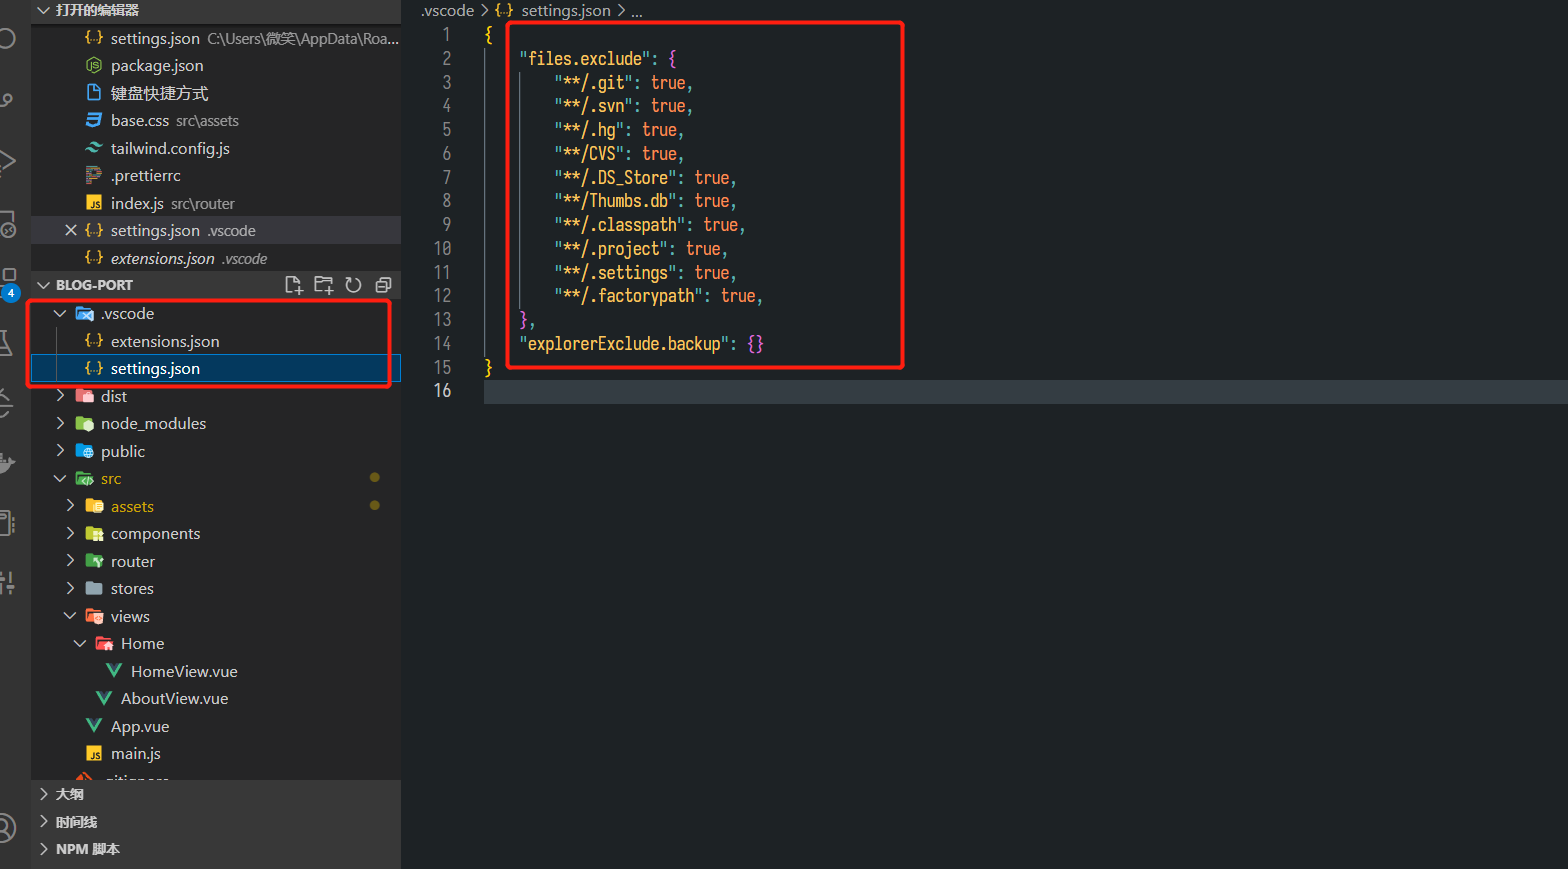 打开的编辑器
settings.json C:\Users\微笑\AppData\Roa...
package.json
键盘快捷方式
base.css src\assets
tailwind.config.js
.prettierrc
index.js src\router
settings.json .vscode
extensions.json .vscode
BLOG-PORT
.vscode
extensions.json
settings.json
dist
node_modules
public
src
assets
components
router
stores
views
Home
HomeView.vue
AboutView.vue
App.vue
main.js
.gitignore
大纲
时间线
NPM 脚本
4
.vscode > {..} settings.json > ...
1 {
2 "files.exclude": {
3 "**/.git": true,
4 "**/.svn": true,
5 "**/.hg": true,
6 "**/CVS": true,
7 "**/.DS_Store": true,
8 "**/Thumbs.db": true,
9 "**/.classpath": true,
10 "**/.project": true,
11 "**/.settings": true,
12 "**/.factorypath": true,
13 },
14 "explorerExclude.backup": {}
15 }
16